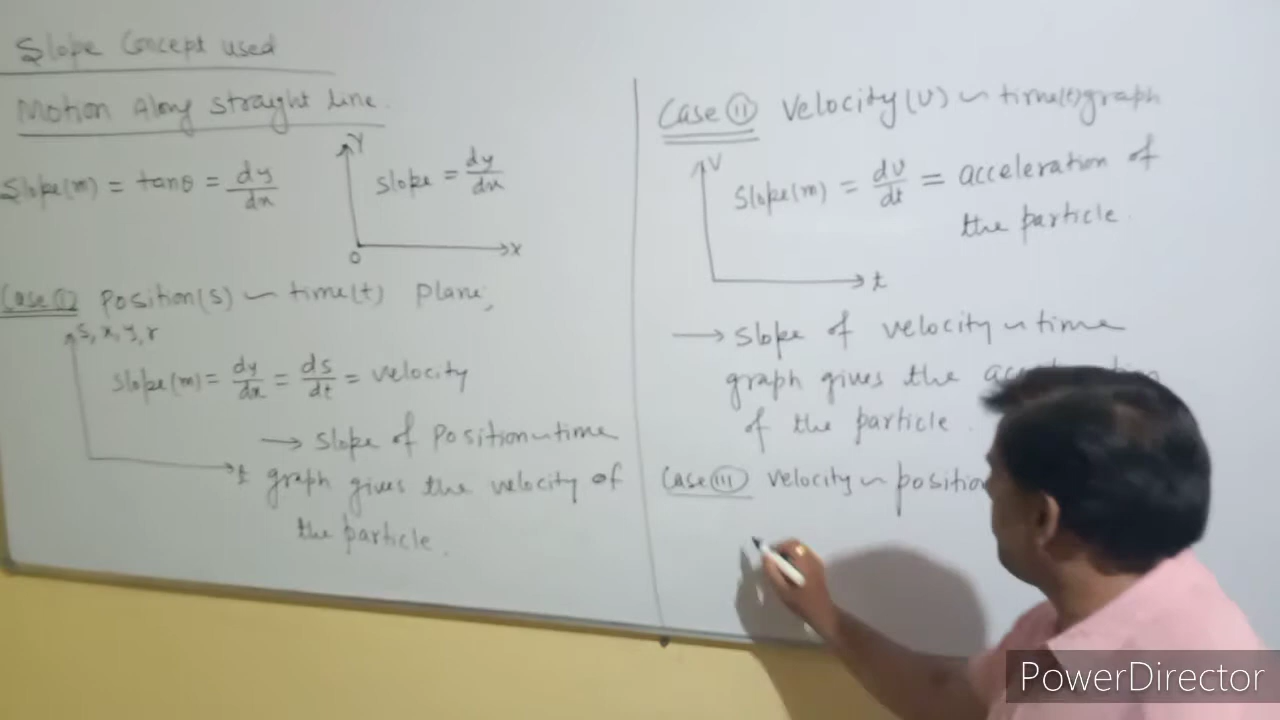 Slope Concept used
Motion Along straight line.
Slope(m) = tanθ = dy/dx
Y
slope = dy/dx
O
x
Case (I) Position(s) ~ time(t) Plane,
s, x, y, r
slope(m) = dy/dx = ds/dt = velocity
→ slope of Position~time
t
graph gives the velocity of
the particle.
Case (II) Velocity(v) ~ time(t) graph
V
Slope(m) = dv/dt = acceleration of
the particle.
t
→ slope of velocity ~ time
graph gives the
of the particle.
Case (III) velocity ~ position
PowerDirector